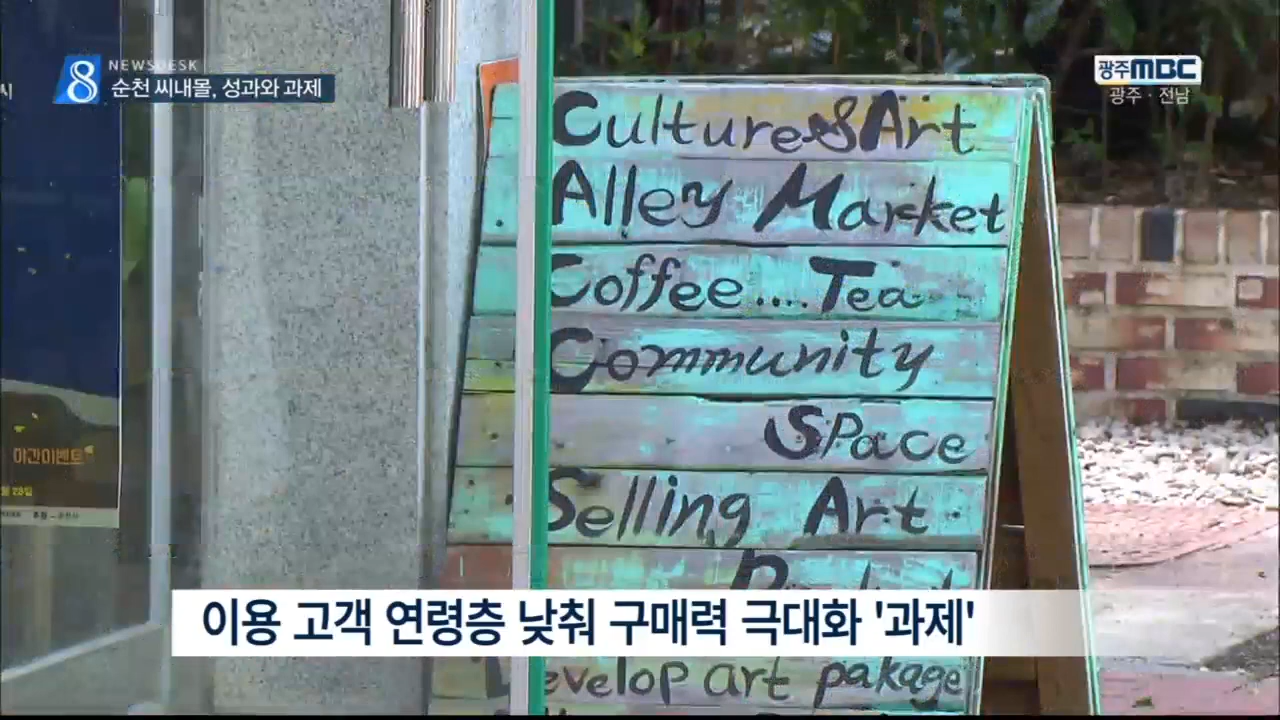 NEWSDESK
8 순천 씨내몰, 성과와 과제
광주MBC
광주·전남
Culture&Art
Alley Market
Coffee....Tea
Community
Space
Selling Art
야간이벤트
이용 고객 연령층 낮춰 구매력 극대화 '과제'
Develop art pakage